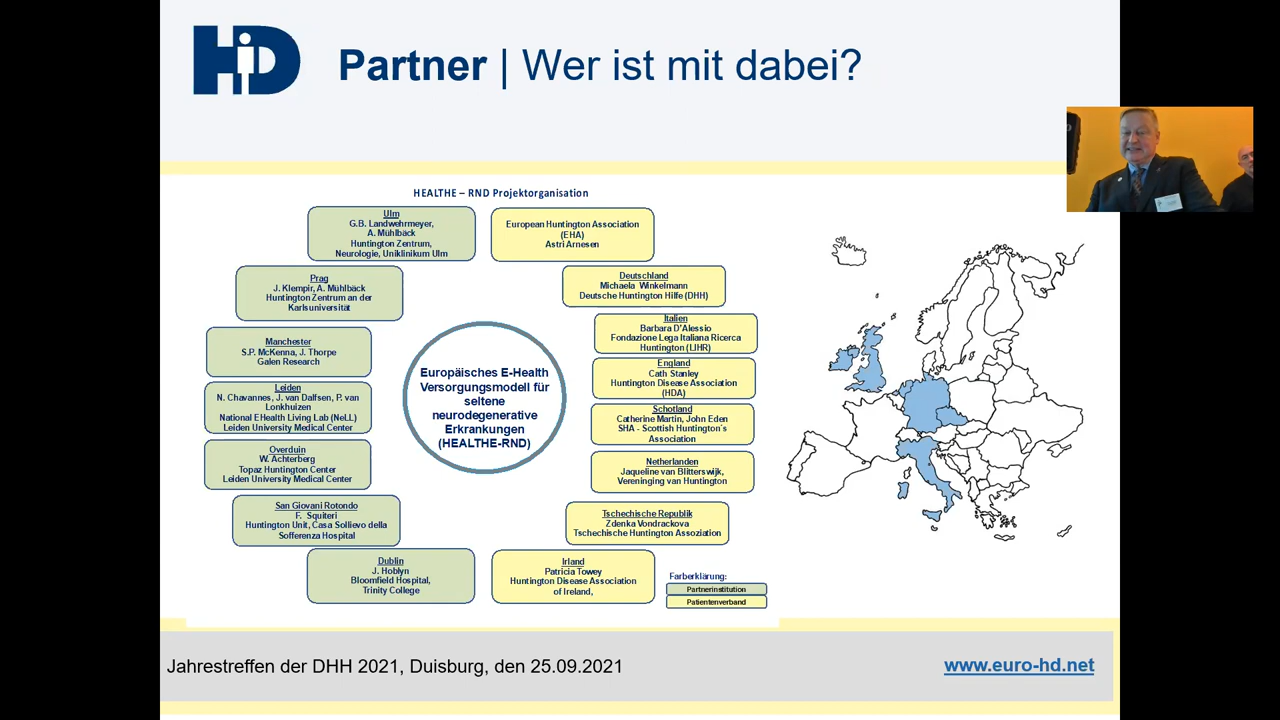 HD
Partner | Wer ist mit dabei?
HEALTHE – RND Projektorganisation
Ulm
G.B. Landwehrmeyer,
A. Mühlbäck
Huntington Zentrum,
Neurologie, Uniklinikum Ulm
European Huntington Association
(EHA)
Astri Arnesen
Prag
J. Klempir, A. Mühlbäck
Huntington Zentrum an der
Karlsuniversität
Deutschland
Michaela Winkelmann
Deutsche Huntington Hilfe (DHH)
Manchester
S.P. McKenna, J. Thorpe
Galen Research
Italien
Barbara D'Alessio
Fondazione Lega Italiana Ricerca
Huntington (LIHR)
Leiden
N. Chavannes, J. van Dalfsen, P. van
Lonkhuizen
National EHealth Living Lab (NeLL)
Leiden University Medical Center
England
Cath Stanley
Huntington Disease Association
(HDA)
Schotland
Catherine Martin, John Eden
SHA - Scottish Huntington`s
Association
Overduin
W. Achterberg
Topaz Huntington Center
Leiden University Medical Center
Netherlanden
Jaqueline van Blitterswijk,
Vereninging van Huntington
San Giovani Rotondo
F. Squiteri
Huntington Unit, Casa Sollievo della
Sofferenza Hospital
Tschechische Republik
Zdenka Vondrackova
Tschechische Huntington Assoziation
Dublin
J. Hoblyn
Bloomfield Hospital,
Trinity College
Irland
Patricia Towey
Huntington Disease Association
of Ireland,
Europäisches E-Health
Versorgungsmodell für
seltene
neurodegenerative
Erkrankungen
(HEALTHE-RND)
Farberklärung:
Partnerinstitution
Patientenverband
Jahrestreffen der DHH 2021, Duisburg, den 25.09.2021
www.euro-hd.net